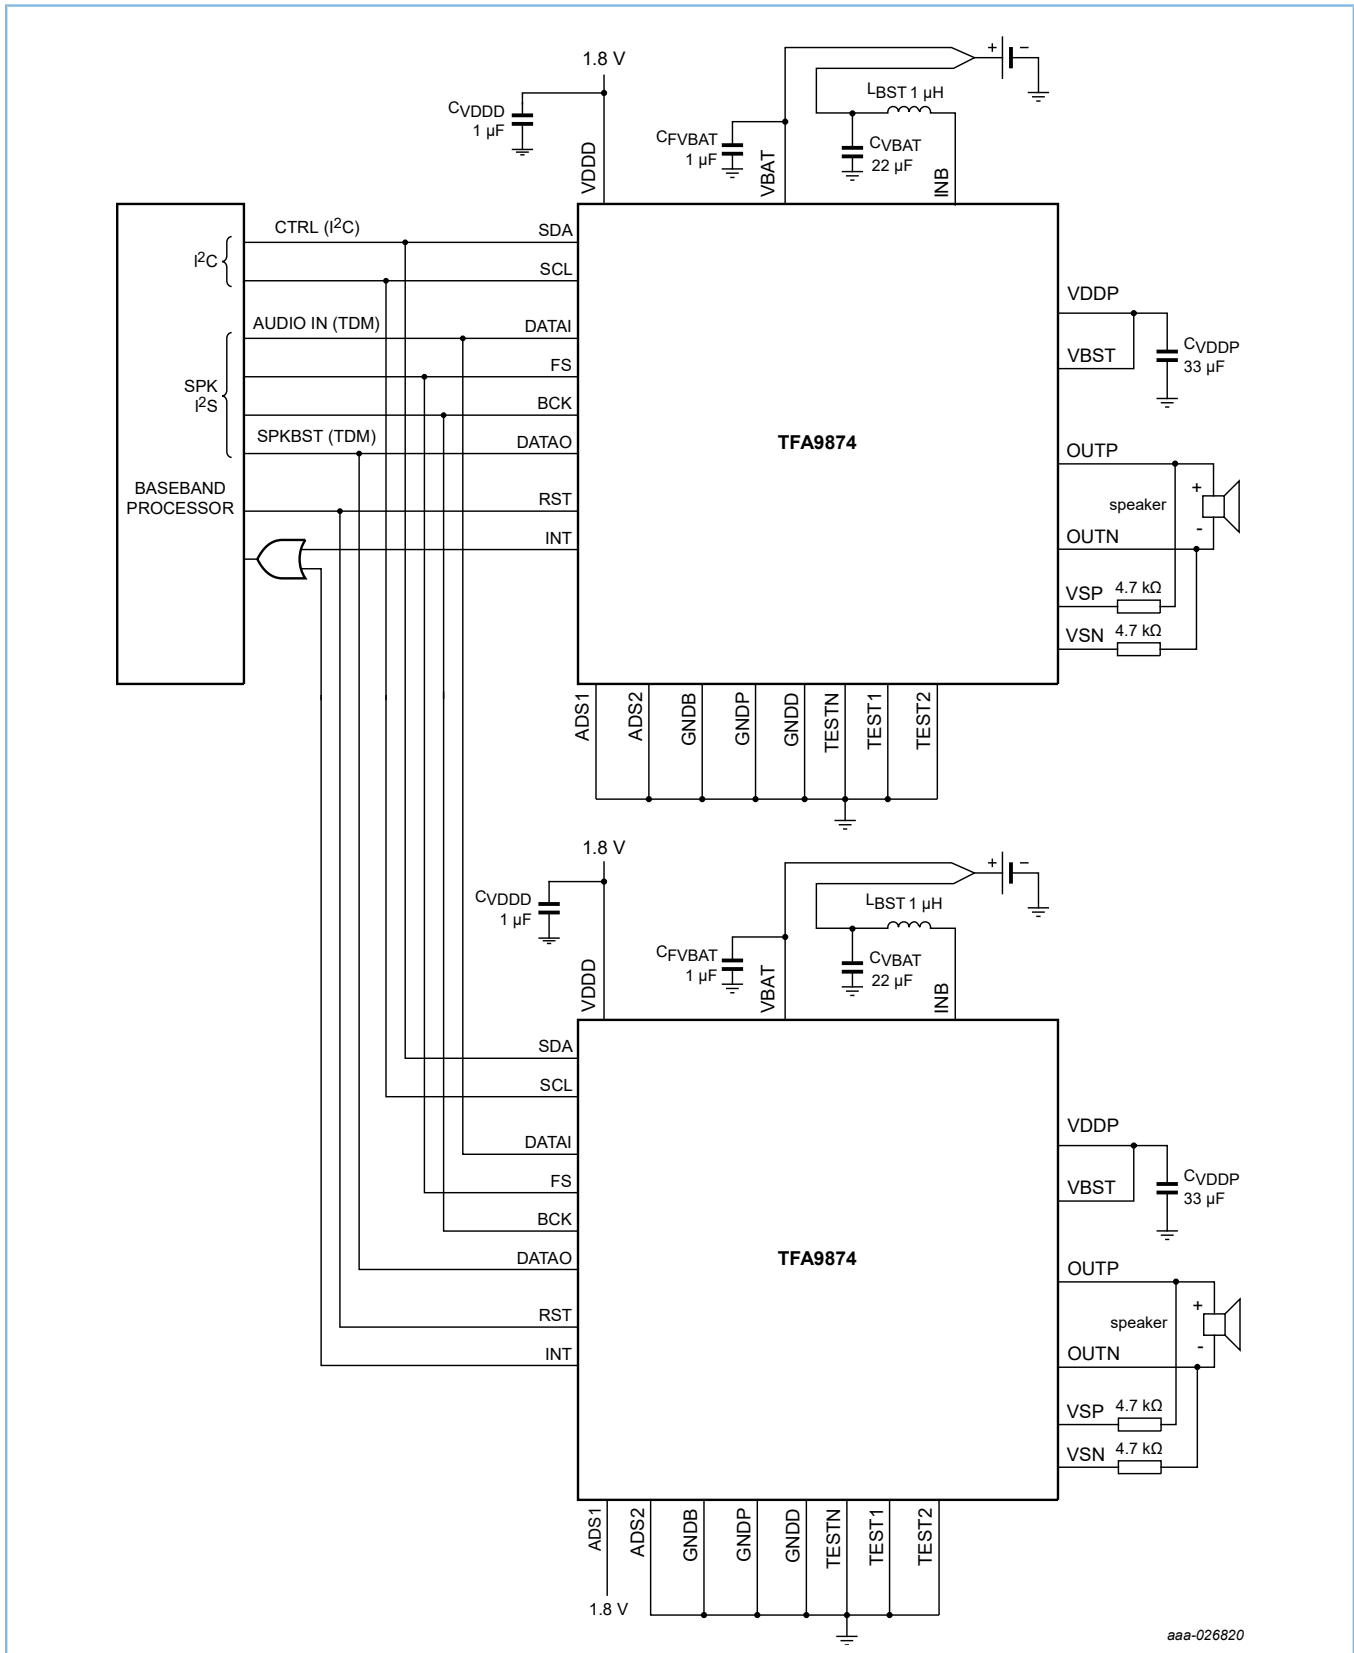 1.8 V
CVDDD
1 µF
VDDD
CFVBAT
1 µF
VBAT
+
−
LBST 1 µH
CVBAT
22 µF
INB
I2C
CTRL (I2C)
SDA
SCL
AUDIO IN (TDM)
DATAI
FS
SPK
I2S
BCK
SPKBST (TDM)
DATAO
BASEBAND
PROCESSOR
RST
INT
TFA9874
VDDP
VBST
CVDDP
33 µF
OUTP
speaker
+
-
OUTN
VSP
4.7 kΩ
VSN
4.7 kΩ
ADS1
ADS2
GNDB
GNDP
GNDD
TESTN
TEST1
TEST2
1.8 V
CVDDD
1 µF
VDDD
CFVBAT
1 µF
VBAT
+
−
LBST 1 µH
CVBAT
22 µF
INB
SDA
SCL
DATAI
FS
BCK
DATAO
RST
INT
TFA9874
VDDP
VBST
CVDDP
33 µF
OUTP
speaker
+
-
OUTN
VSP
4.7 kΩ
VSN
4.7 kΩ
ADS1
ADS2
GNDB
GNDP
GNDD
TESTN
TEST1
TEST2
1.8 V
aaa-026820